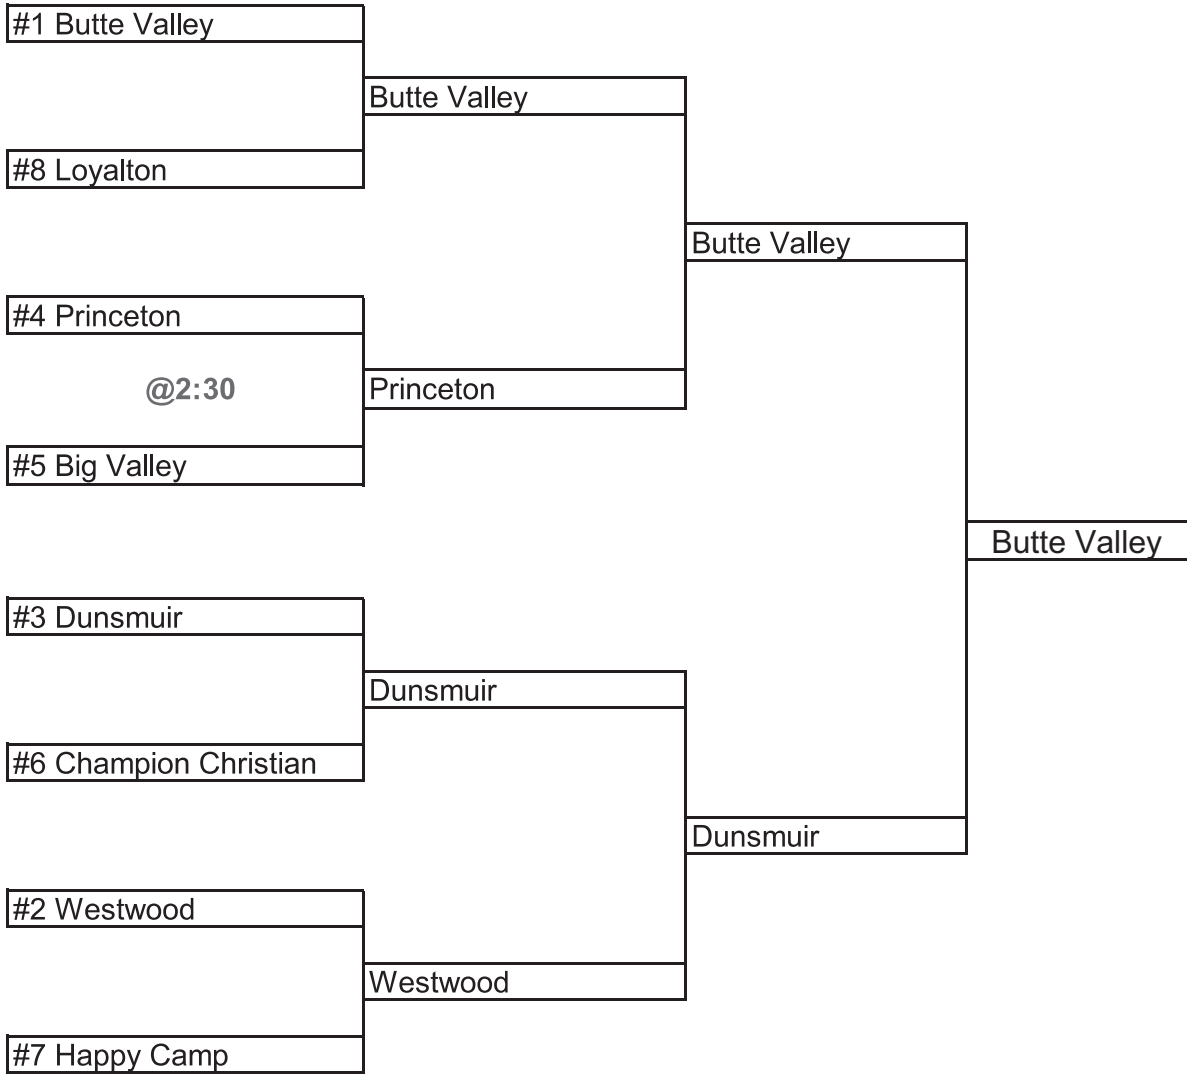 #1 Butte Valley
Butte Valley
#8 Loyalton
Butte Valley
#4 Princeton
@2:30
Princeton
#5 Big Valley
Butte Valley
#3 Dunsmuir
Dunsmuir
#6 Champion Christian
Dunsmuir
#2 Westwood
Westwood
#7 Happy Camp